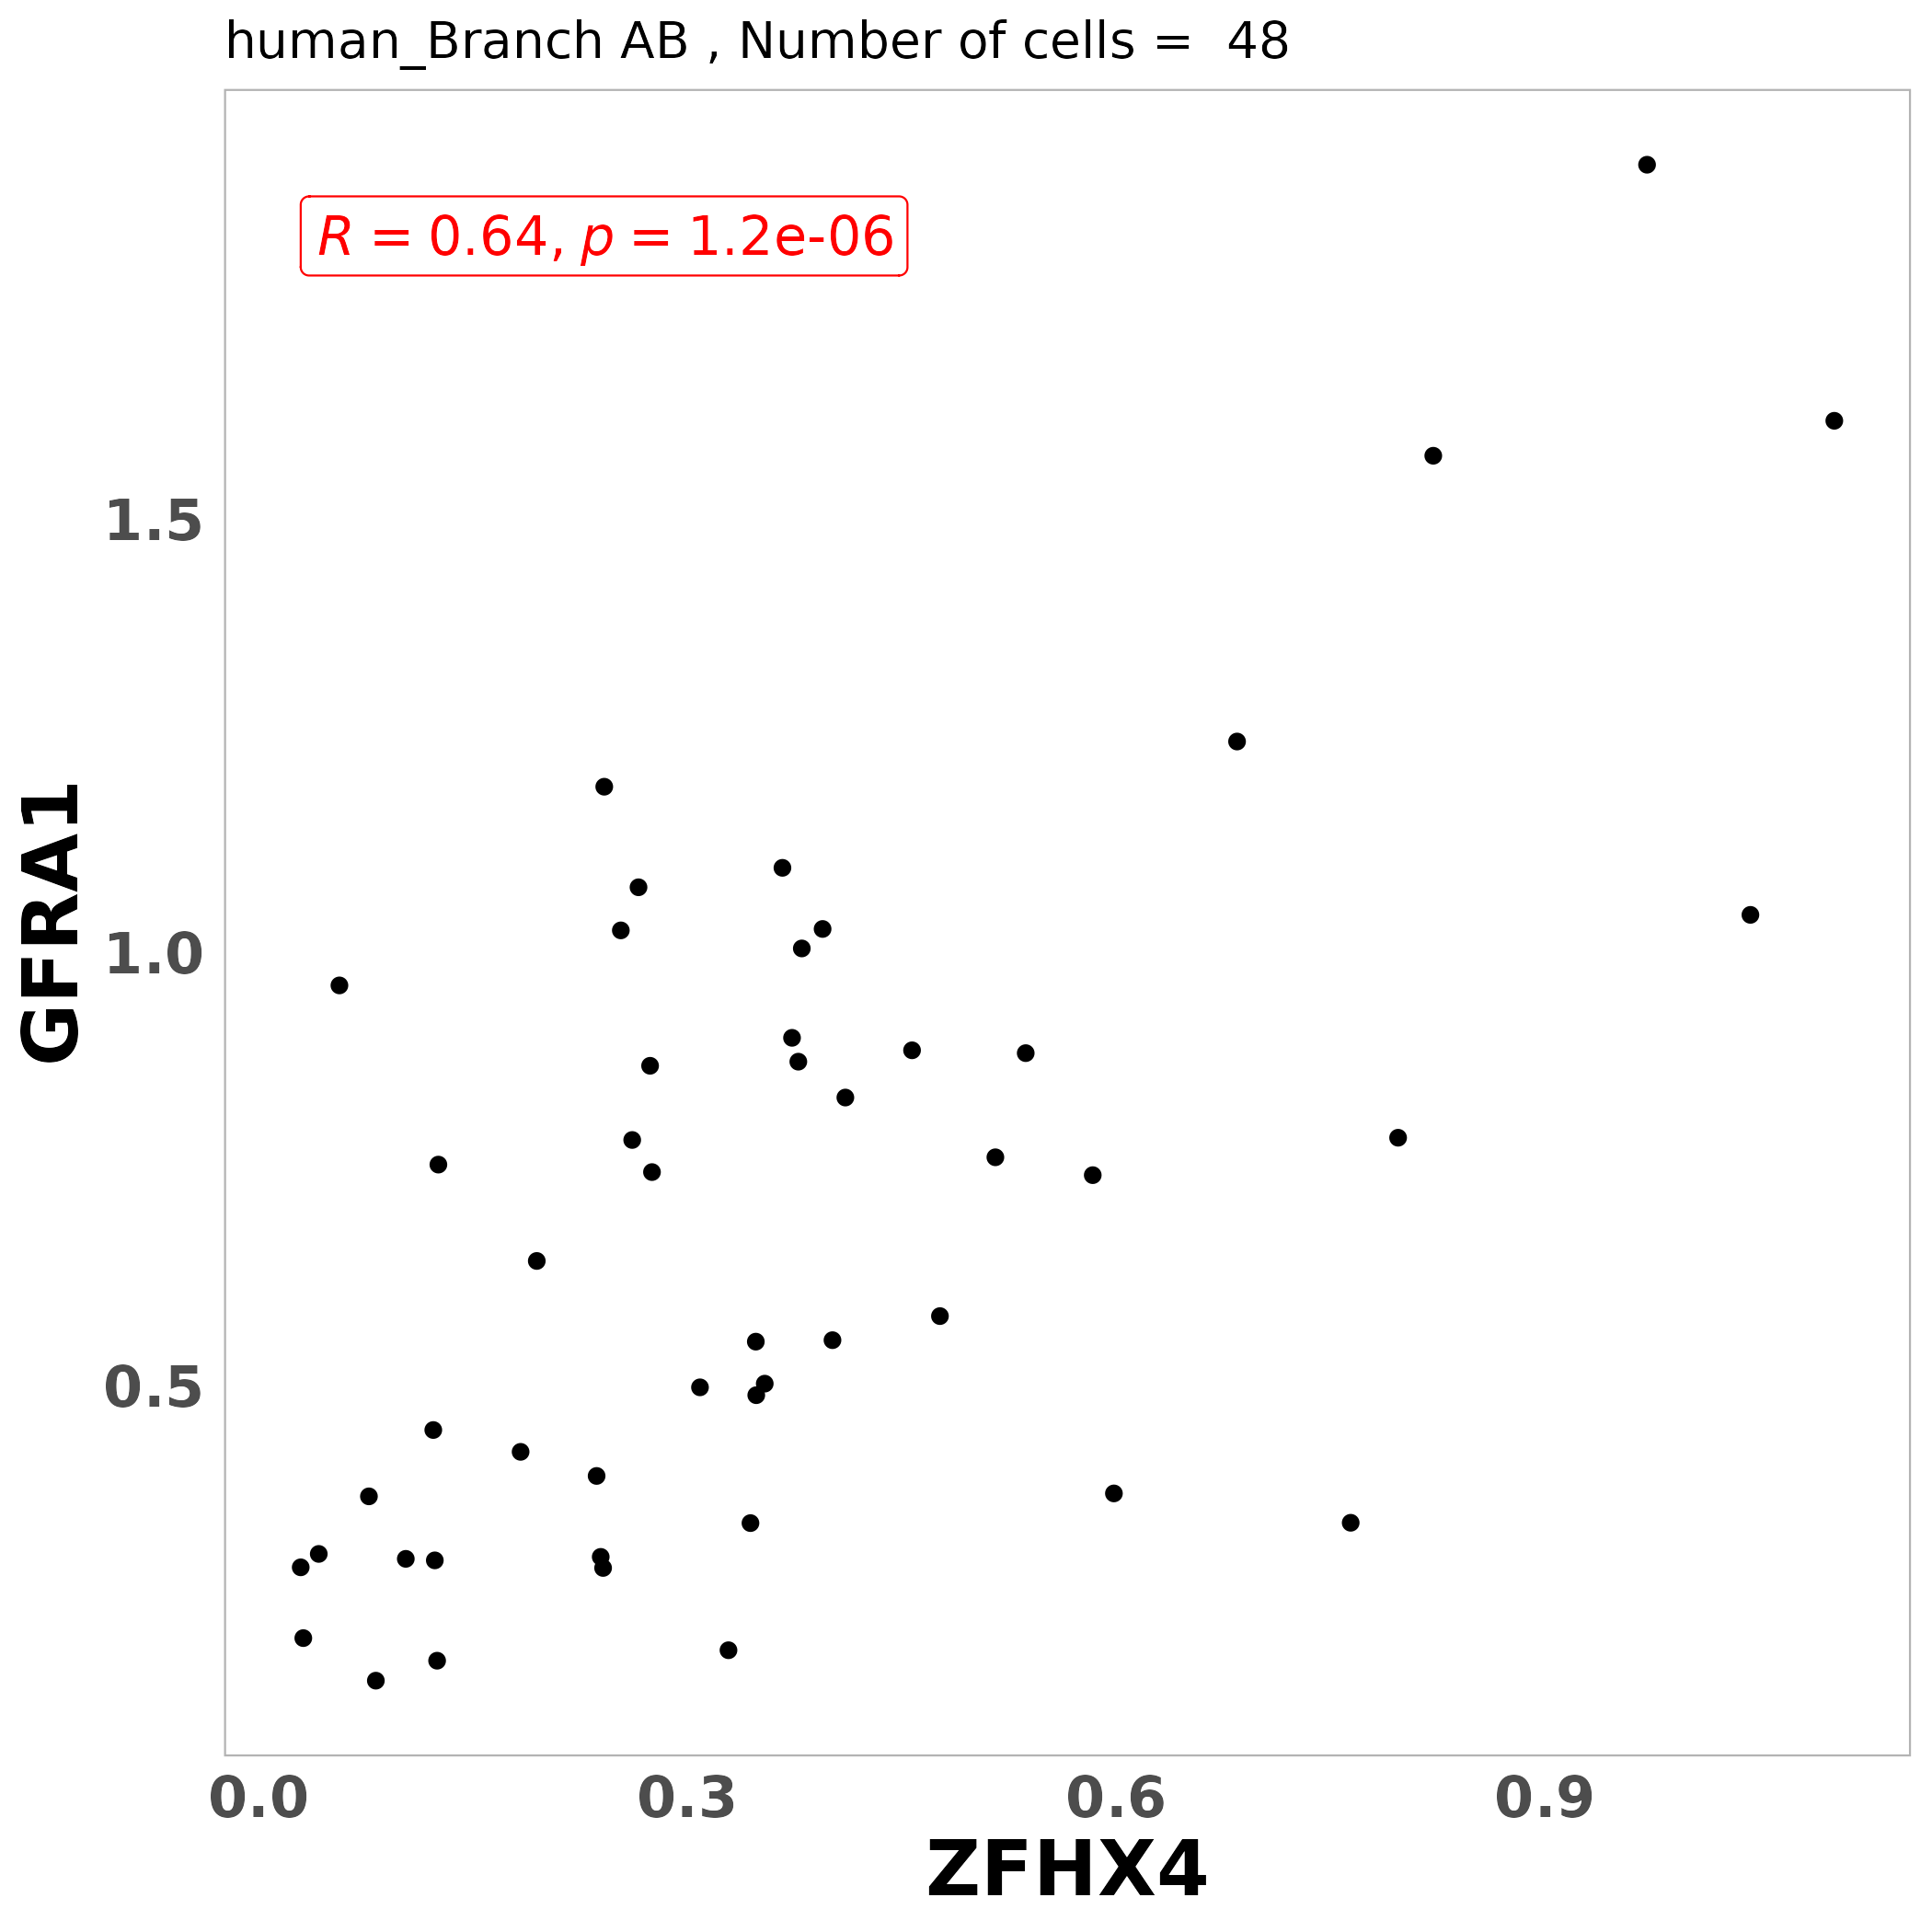 human_Branch AB , Number of cells =  48
R = 0.64, p = 1.2e-06
1.5
1.0
0.5
GFRA1
0.0 0.3 0.6 0.9
ZFHX4